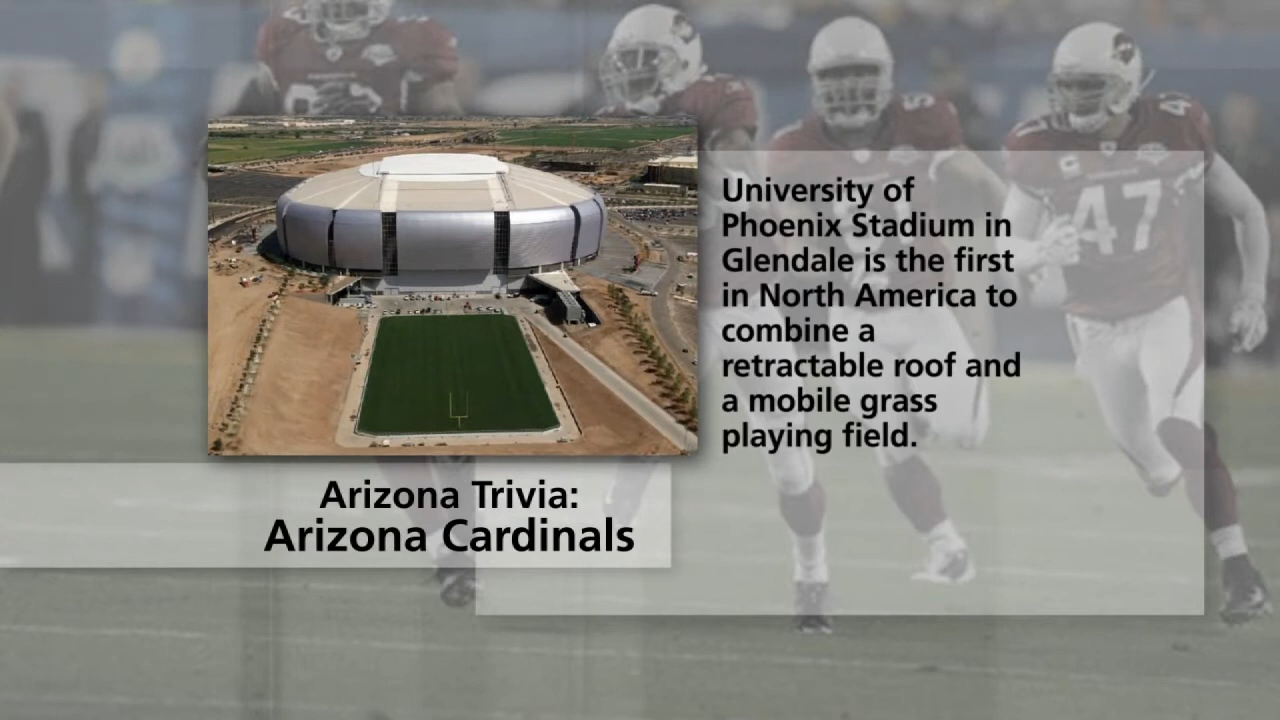 University of
Phoenix Stadium in
Glendale is the first
in North America to
combine a
retractable roof and
a mobile grass
playing field.
Arizona Trivia:
Arizona Cardinals
47